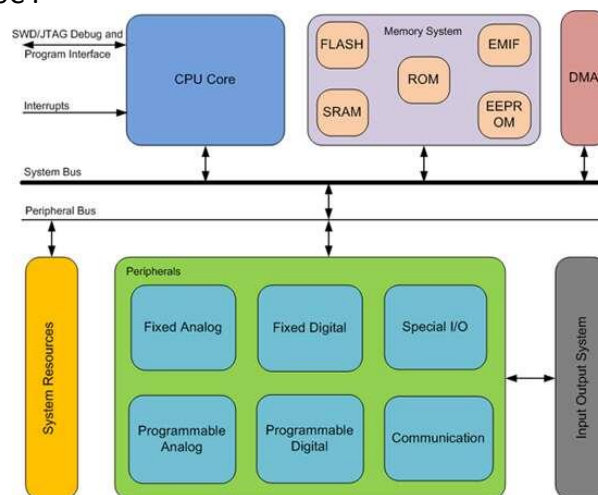 SWD/JTAG Debug and
Program Interface
Interrupts
CPU Core
Memory System
FLASH
EMIF
ROM
SRAM
EEPR
OM
DMA
System Bus
Peripheral Bus
System Resources
Peripherals
Fixed Analog
Fixed Digital
Special I/O
Programmable
Analog
Programmable
Digital
Communication
Input Output System